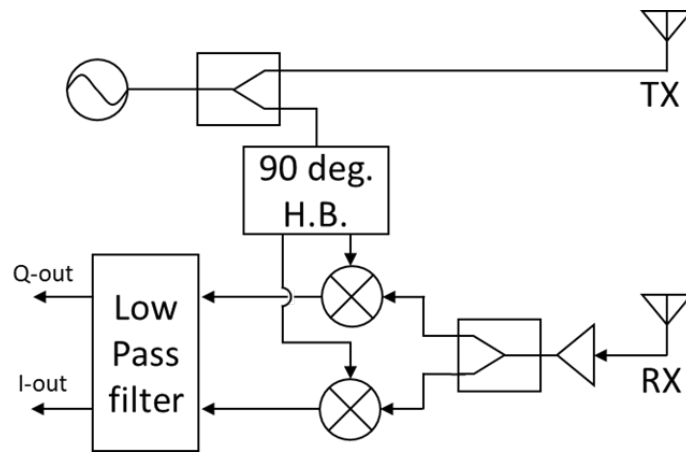 TX
90 deg.
H.B.
Q-out
Low
Pass
filter
I-out
RX